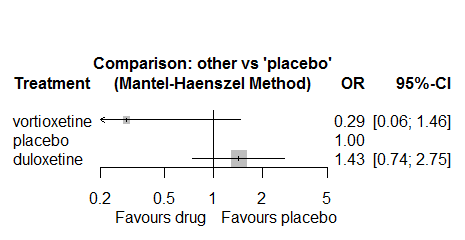 Comparison: other vs 'placebo'
Treatment (Mantel-Haenszel Method) OR 95%-CI
vortioxetine 0.29 [0.06; 1.46]
placebo 1.00
duloxetine 1.43 [0.74; 2.75]
0.2 0.5 1 2 5
Favours drug Favours placebo